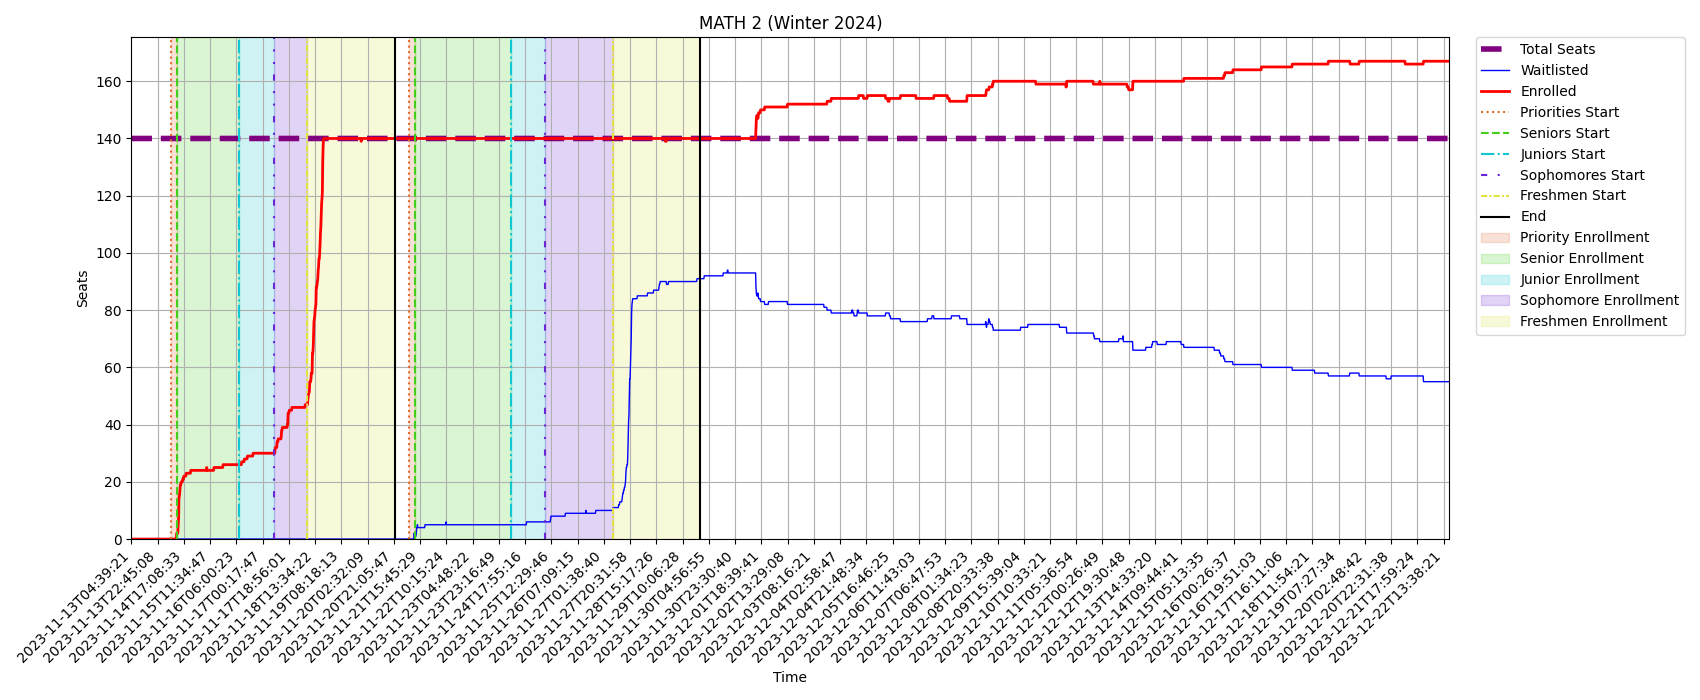 MATH 2 (Winter 2024)
Total Seats
Waitlisted
Enrolled
Priorities Start
Seniors Start
Juniors Start
Sophomores Start
Freshmen Start
End
Priority Enrollment
Senior Enrollment
Junior Enrollment
Sophomore Enrollment
Freshmen Enrollment
Seats
160
140
120
100
80
60
40
20
0
2023-11-13T04:39:21
2023-11-13T22:45:08
2023-11-14T17:08:33
2023-11-15T11:34:47
2023-11-16T06:00:23
2023-11-17T00:17:47
2023-11-17T18:56:01
2023-11-18T13:34:22
2023-11-19T08:18:13
2023-11-20T02:32:09
2023-11-20T21:05:47
2023-11-21T15:45:29
2023-11-22T10:15:24
2023-11-23T04:48:22
2023-11-23T23:16:49
2023-11-24T17:55:16
2023-11-25T12:29:46
2023-11-26T07:09:15
2023-11-27T01:38:40
2023-11-27T20:31:58
2023-11-28T15:17:26
2023-11-29T10:06:28
2023-11-30T04:56:55
2023-11-30T23:30:40
2023-12-01T18:39:41
2023-12-02T13:29:08
2023-12-03T08:16:21
2023-12-04T02:58:47
2023-12-04T21:48:34
2023-12-05T16:46:25
2023-12-06T11:43:03
2023-12-07T06:47:53
2023-12-08T01:34:23
2023-12-08T20:33:38
2023-12-09T15:39:04
2023-12-10T10:33:21
2023-12-11T05:36:54
2023-12-12T00:26:49
2023-12-12T19:30:48
2023-12-13T14:33:20
2023-12-14T09:44:41
2023-12-15T05:13:35
2023-12-16T00:26:37
2023-12-16T19:51:03
2023-12-17T16:11:06
2023-12-18T11:54:21
2023-12-19T07:27:34
2023-12-20T02:48:42
2023-12-20T22:31:38
2023-12-21T17:59:24
2023-12-22T13:38:21
Time